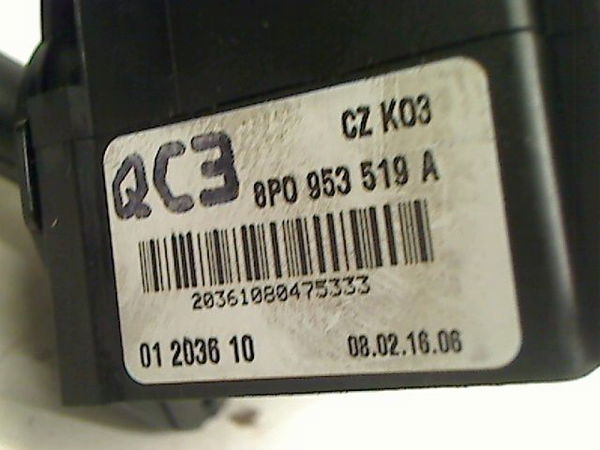 CZ K03
QC3
8P0 953 519 A
20361080475333
01 2036 10
08.02.16.06